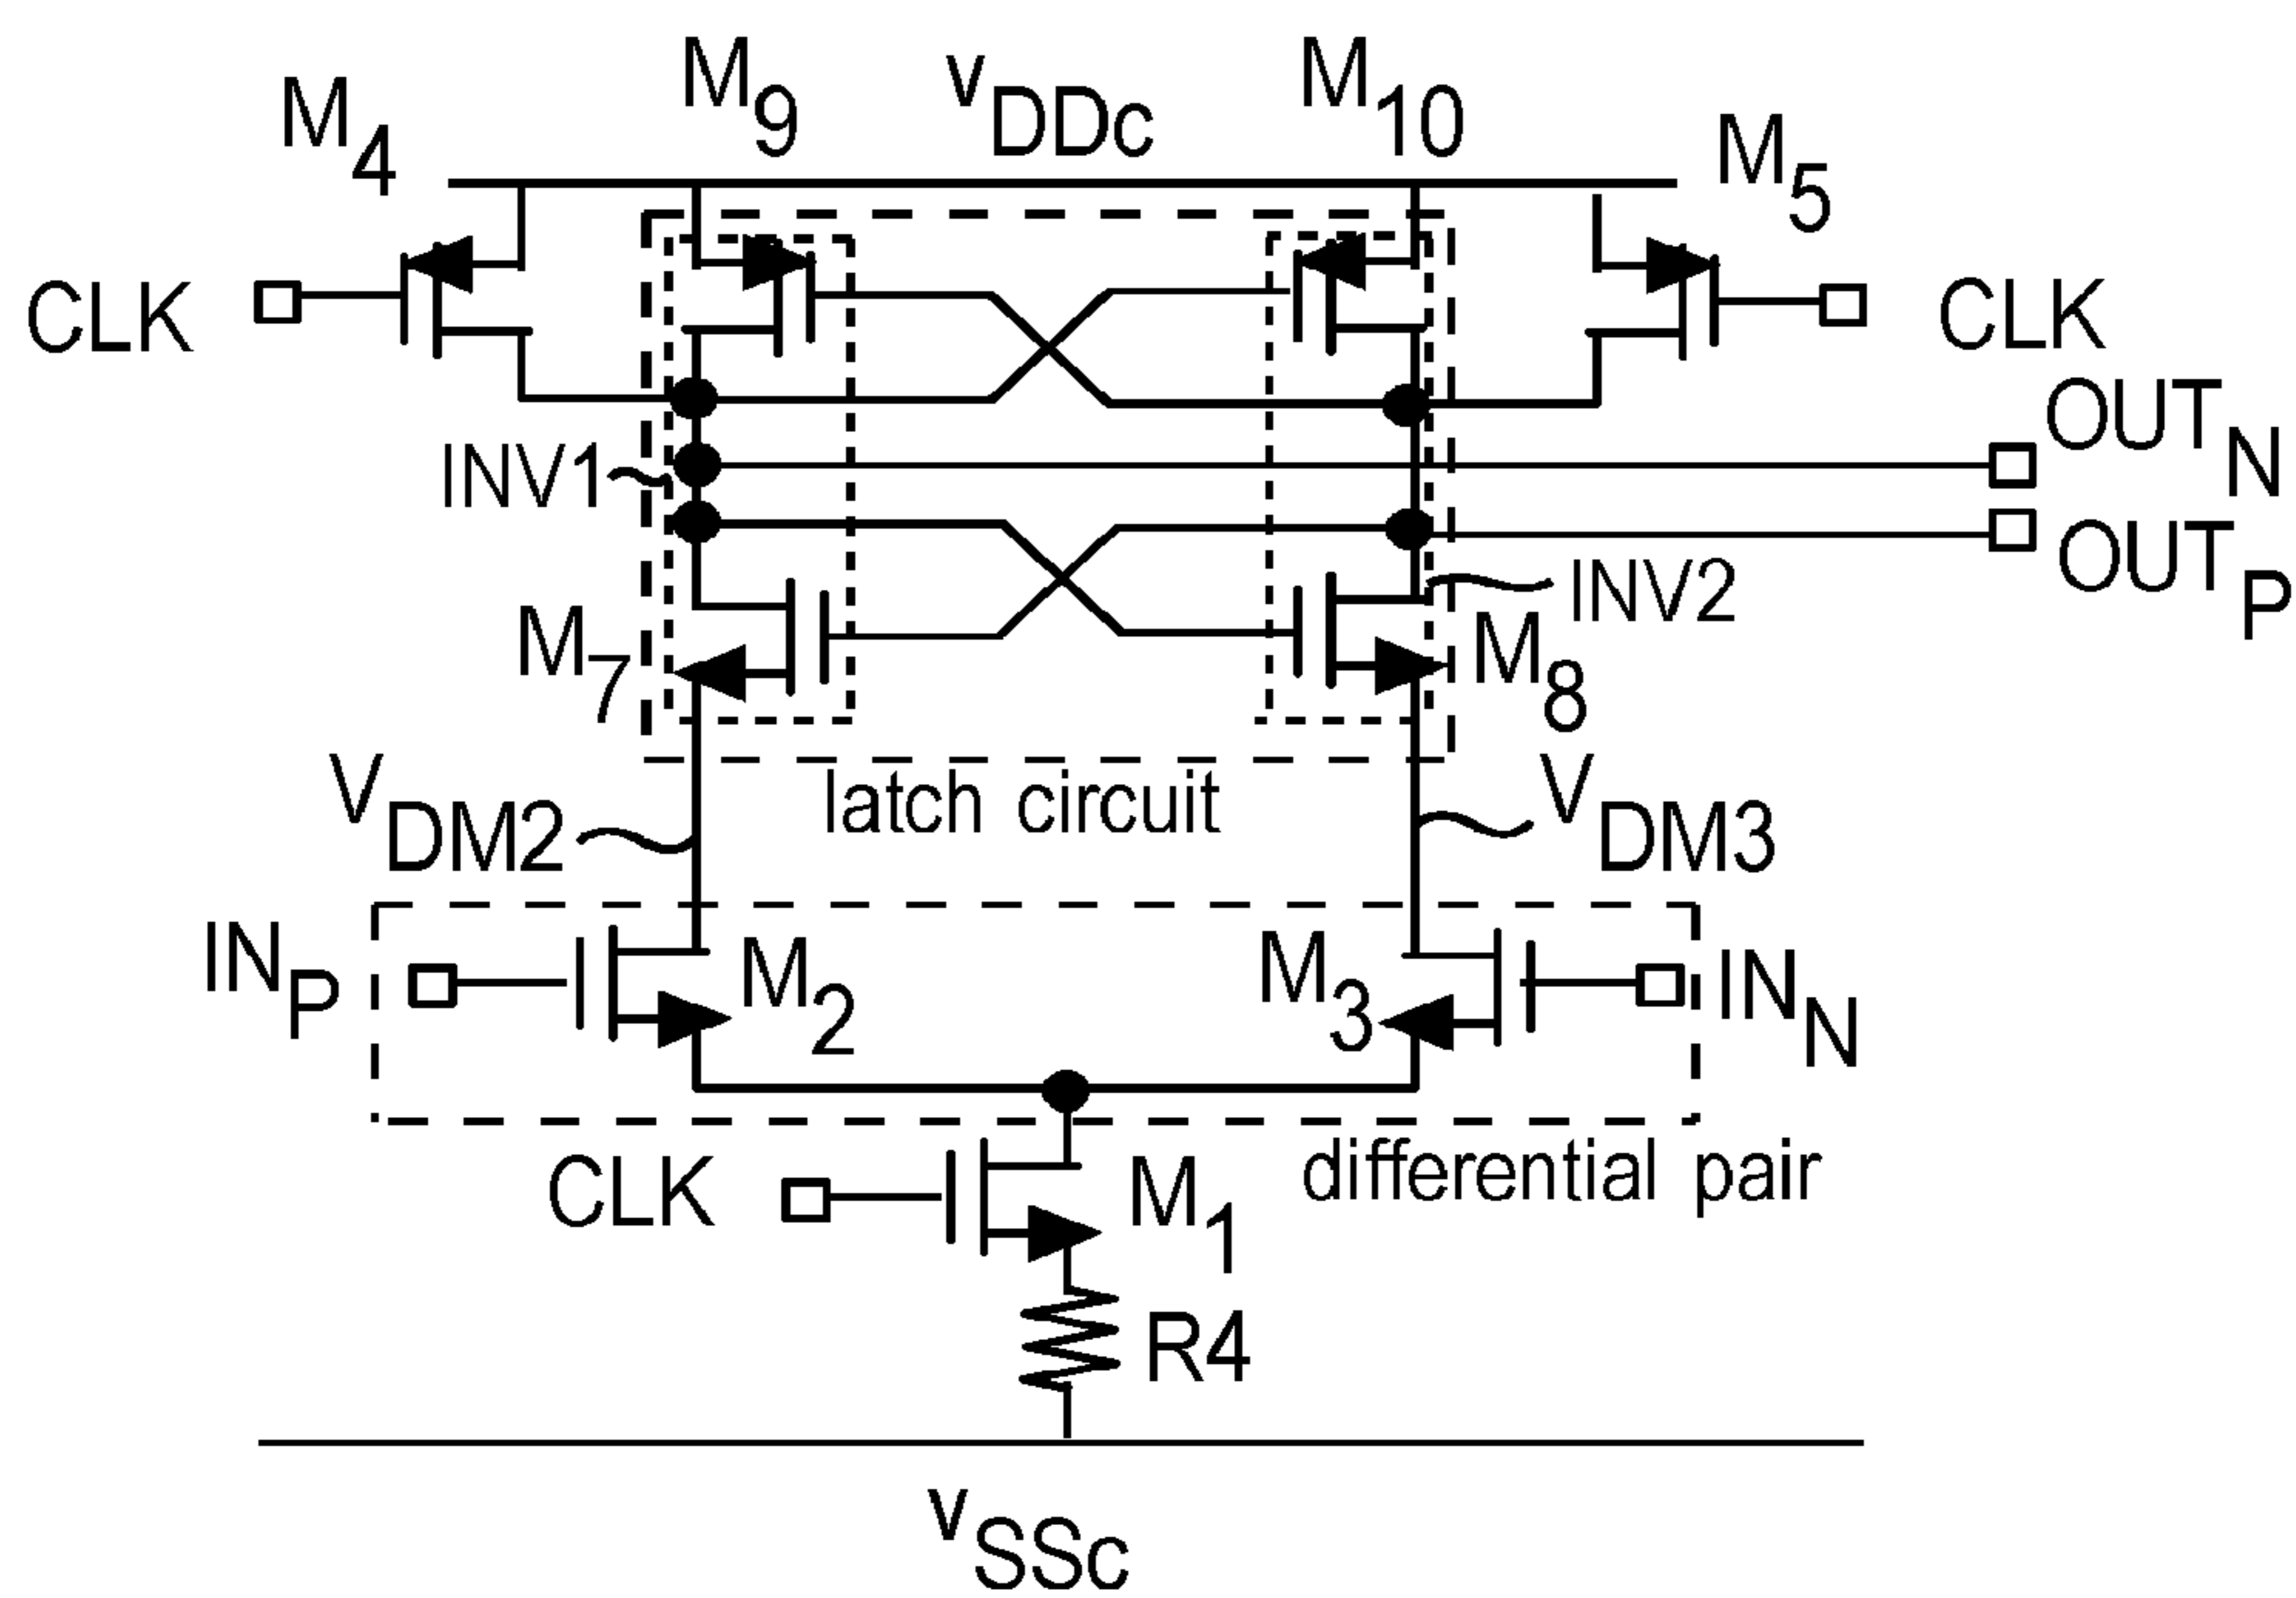 M4
M9
vDDc
M10
M5
CLK
CLK
OUTN
INV1
OUTP
INV2
M7
M8
VDM2
latch circuit
VDM3
INP
M2
M3
INN
differential pair
CLK
M1
R4
vSSc